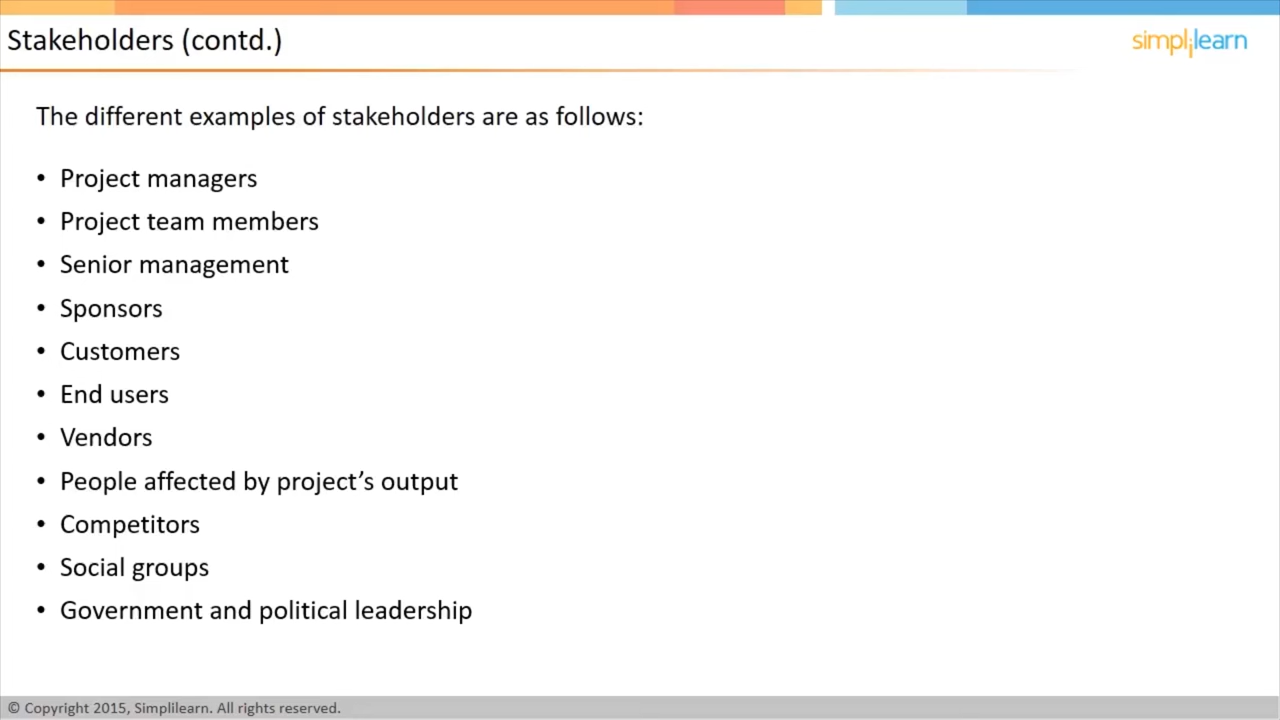 Stakeholders (contd.)
simplilearn
The different examples of stakeholders are as follows:
• Project managers
• Project team members
• Senior management
• Sponsors
• Customers
• End users
• Vendors
• People affected by project’s output
• Competitors
• Social groups
• Government and political leadership
© Copyright 2015, Simplilearn. All rights reserved.